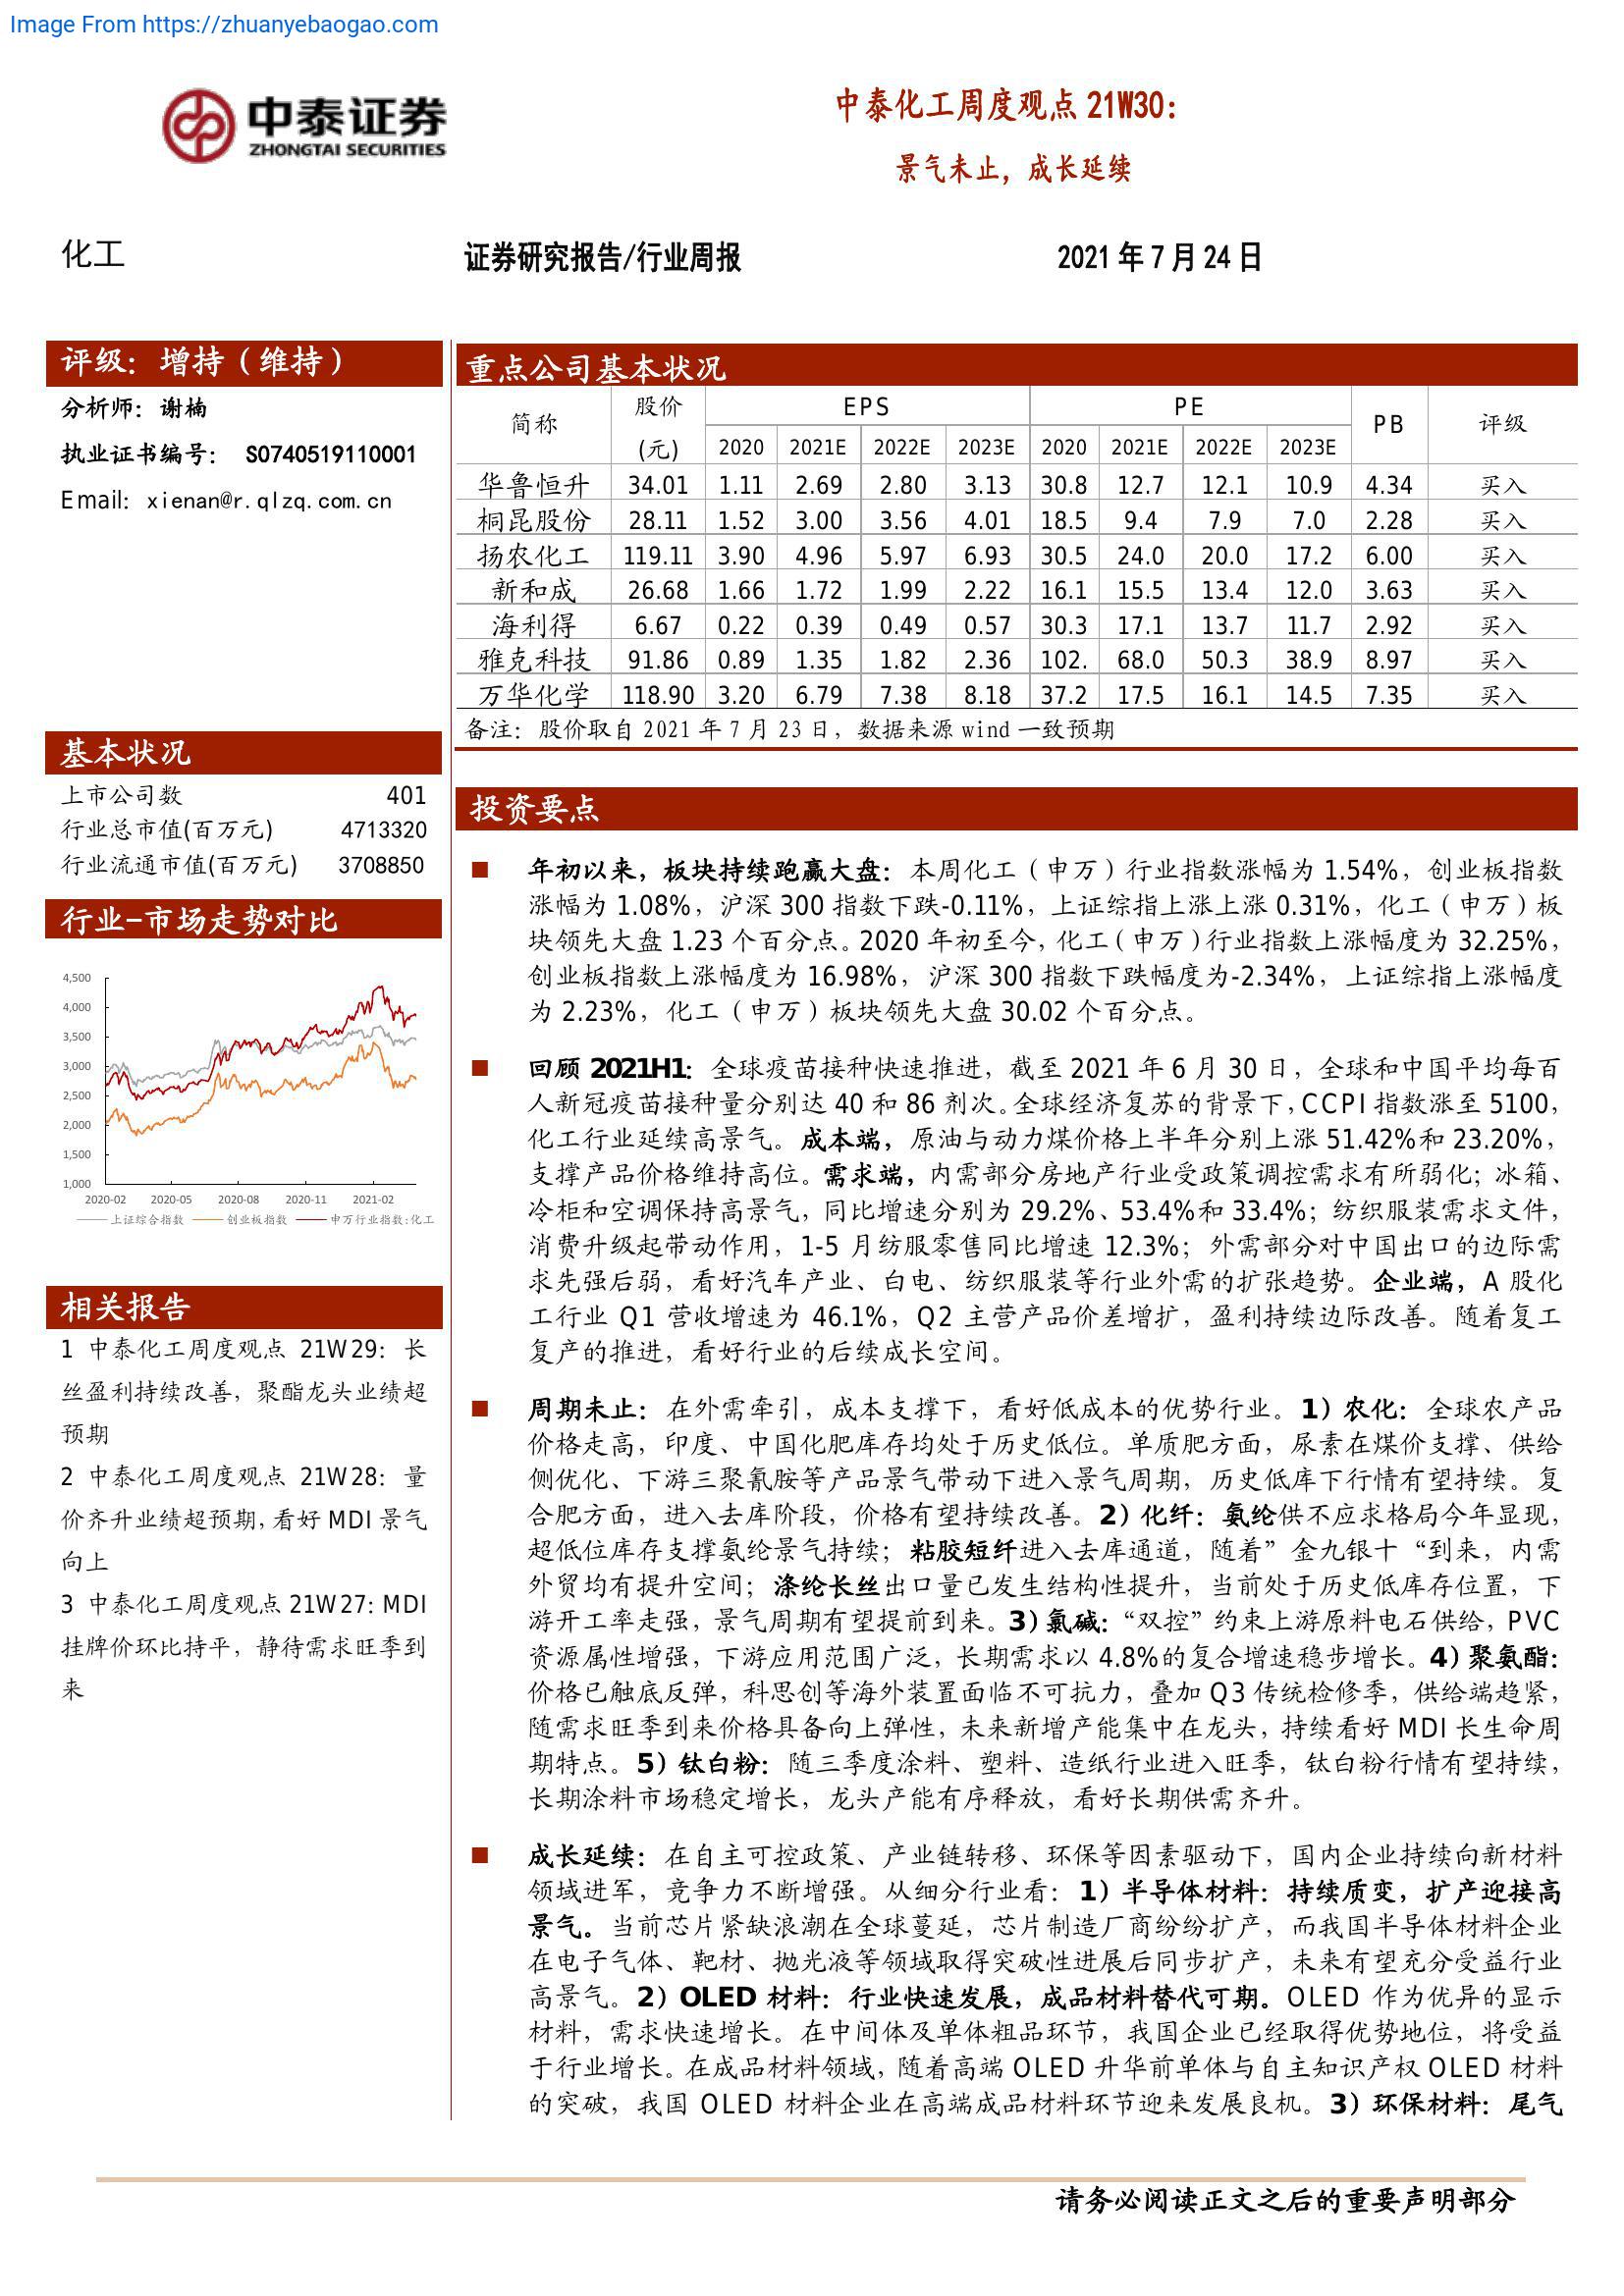 Image From https://zhuanyebaogao.com
中泰证券
ZHONGTAI SECURITIES
中泰化工周度观点 21W30：
景气未止，成长延续
化工
证券研究报告/行业周报
2021 年 7 月 24 日
评级：增持（维持）
分析师：谢楠
执业证书编号： S0740519110001
Email：xienan@r.qlzq.com.cn
基本状况
上市公司数 401
行业总市值(百万元) 4713320
行业流通市值(百万元) 3708850
行业-市场走势对比
4,500
4,000
3,500
3,000
2,500
2,000
1,500
1,000
2020-02 2020-05 2020-08 2020-11 2021-02
上证综合指数 创业板指数 申万行业指数:化工
相关报告
1 中泰化工周度观点 21W29：长
丝盈利持续改善，聚酯龙头业绩超
预期
2 中泰化工周度观点 21W28：量
价齐升业绩超预期，看好 MDI 景气
向上
3 中泰化工周度观点 21W27：MDI
挂牌价环比持平，静待需求旺季到
来
重点公司基本状况
简称 股价(元) EPS PE PB 评级
2020 2021E 2022E 2023E 2020 2021E 2022E 2023E
华鲁恒升 34.01 1.11 2.69 2.80 3.13 30.8 12.7 12.1 10.9 4.34 买入
桐昆股份 28.11 1.52 3.00 3.56 4.01 18.5 9.4 7.9 7.0 2.28 买入
扬农化工 119.11 3.90 4.96 5.97 6.93 30.5 24.0 20.0 17.2 6.00 买入
新和成 26.68 1.66 1.72 1.99 2.22 16.1 15.5 13.4 12.0 3.63 买入
海利得 6.67 0.22 0.39 0.49 0.57 30.3 17.1 13.7 11.7 2.92 买入
雅克科技 91.86 0.89 1.35 1.82 2.36 102. 68.0 50.3 38.9 8.97 买入
万华化学 118.90 3.20 6.79 7.38 8.18 37.2 17.5 16.1 14.5 7.35 买入
备注：股价取自 2021 年 7 月 23 日，数据来源 wind 一致预期
投资要点
■ 年初以来，板块持续跑赢大盘：本周化工（申万）行业指数涨幅为 1.54%，创业板指数
涨幅为 1.08%，沪深 300 指数下跌-0.11%，上证综指上涨上涨 0.31%，化工（申万）板
块领先大盘 1.23 个百分点。2020 年初至今，化工（申万）行业指数上涨幅度为 32.25%，
创业板指数上涨幅度为 16.98%，沪深 300 指数下跌幅度为-2.34%，上证综指上涨幅度
为 2.23%，化工（申万）板块领先大盘 30.02 个百分点。
■ 回顾 2021H1：全球疫苗接种快速推进，截至 2021 年 6 月 30 日，全球和中国平均每百
人新冠疫苗接种量分别达 40 和 86 剂次。全球经济复苏的背景下，CCPI 指数涨至 5100，
化工行业延续高景气。成本端，原油与动力煤价格上半年分别上涨 51.42%和 23.20%，
支撑产品价格维持高位。需求端，内需部分房地产行业受政策调控需求有所弱化；冰箱、
冷柜和空调保持高景气，同比增速分别为 29.2%、53.4%和 33.4%；纺织服装需求文件，
消费升级起带动作用，1-5 月纺服零售同比增速 12.3%；外需部分对中国出口的边际需
求先强后弱，看好汽车产业、白电、纺织服装等行业外需的扩张趋势。企业端，A 股化
工行业 Q1 营收增速为 46.1%，Q2 主营产品价差增扩，盈利持续边际改善。随着复工
复产的推进，看好行业的后续成长空间。
■ 周期未止：在外需牵引，成本支撑下，看好低成本的优势行业。1）农化：全球农产品
价格走高，印度、中国化肥库存均处于历史低位。单质肥方面，尿素在煤价支撑、供给
侧优化、下游三聚氰胺等产品景气带动下进入景气周期，历史低库下行情有望持续。复
合肥方面，进入去库阶段，价格有望持续改善。2）化纤：氨纶供不应求格局今年显现，
超低位库存支撑氨纶景气持续；粘胶短纤进入去库通道，随着”金九银十“到来，内需
外贸均有提升空间；涤纶长丝出口量已发生结构性提升，当前处于历史低库存位置，下
游开工率走强，景气周期有望提前到来。3）氯碱：“双控”约束上游原料电石供给，PVC
资源属性增强，下游应用范围广泛，长期需求以 4.8%的复合增速稳步增长。4）聚氨酯：
价格已触底反弹，科思创等海外装置面临不可抗力，叠加 Q3 传统检修季，供给端趋紧，
随需求旺季到来价格具备向上弹性，未来新增产能集中在龙头，持续看好 MDI 长生命周
期特点。5）钛白粉：随三季度涂料、塑料、造纸行业进入旺季，钛白粉行情有望持续，
长期涂料市场稳定增长，龙头产能有序释放，看好长期供需齐升。
■ 成长延续：在自主可控政策、产业链转移、环保等因素驱动下，国内企业持续向新材料
领域进军，竞争力不断增强。从细分行业看：1）半导体材料：持续质变，扩产迎接高
景气。当前芯片紧缺浪潮在全球蔓延，芯片制造厂商纷纷扩产，而我国半导体材料企业
在电子气体、靶材、抛光液等领域取得突破性进展后同步扩产，未来有望充分受益行业
高景气。2）OLED 材料：行业快速发展，成品材料替代可期。OLED 作为优异的显示
材料，需求快速增长。在中间体及单体粗品环节，我国企业已经取得优势地位，将受益
于行业增长。在成品材料领域，随着高端 OLED 升华前单体与自主知识产权 OLED 材料
的突破，我国 OLED 材料企业在高端成品材料环节迎来发展良机。3）环保材料：尾气
请务必阅读正文之后的重要声明部分